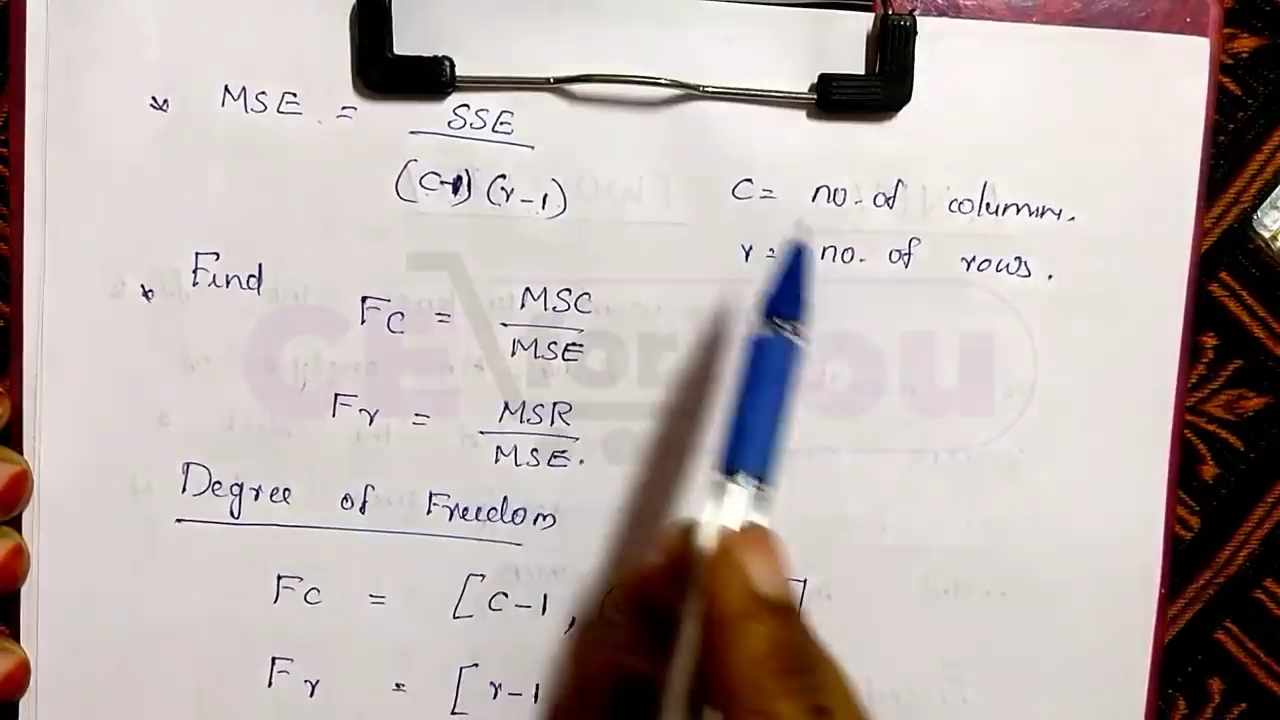 * MSE = SSE
(C-1) (r-1)
C = no. of columns.
r = no. of rows.
* Find
FC = MSC
MSE
Fr = MSR
MSE.
Degree of Freedom
FC = [C-1, ]
Fr = [r-1